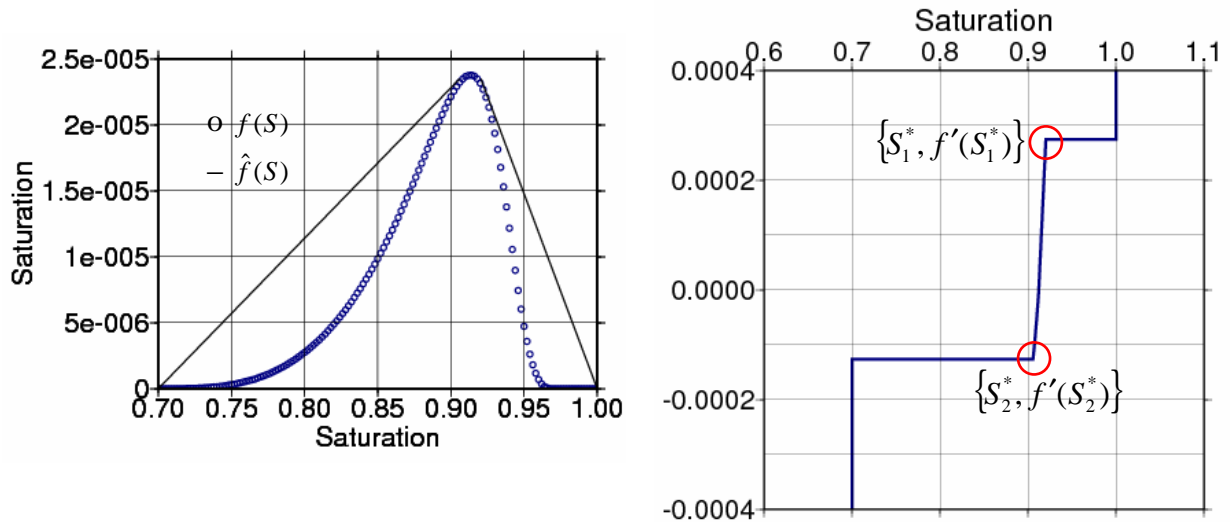 2.5e-005
2e-005
1.5e-005
1e-005
5e-006
0
Saturation
o f(S)
– f̂(S)
0.70 0.75 0.80 0.85 0.90 0.95 1.00
Saturation
Saturation
0.6 0.7 0.8 0.9 1.0 1.1
0.0004
0.0002
0.0000
-0.0002
-0.0004
{S₁*, f′(S₁*)}
{S₂*, f′(S₂*)}